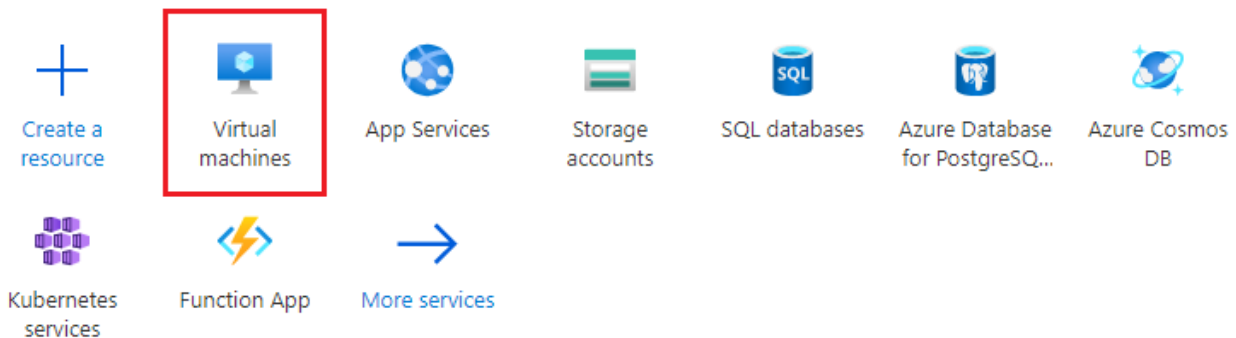 SQL
Create a
resource
Virtual
machines
App Services
Storage
accounts
SQL databases
Azure Database
for PostgreSQ...
Azure Cosmos
DB
Kubernetes
services
Function App
More services